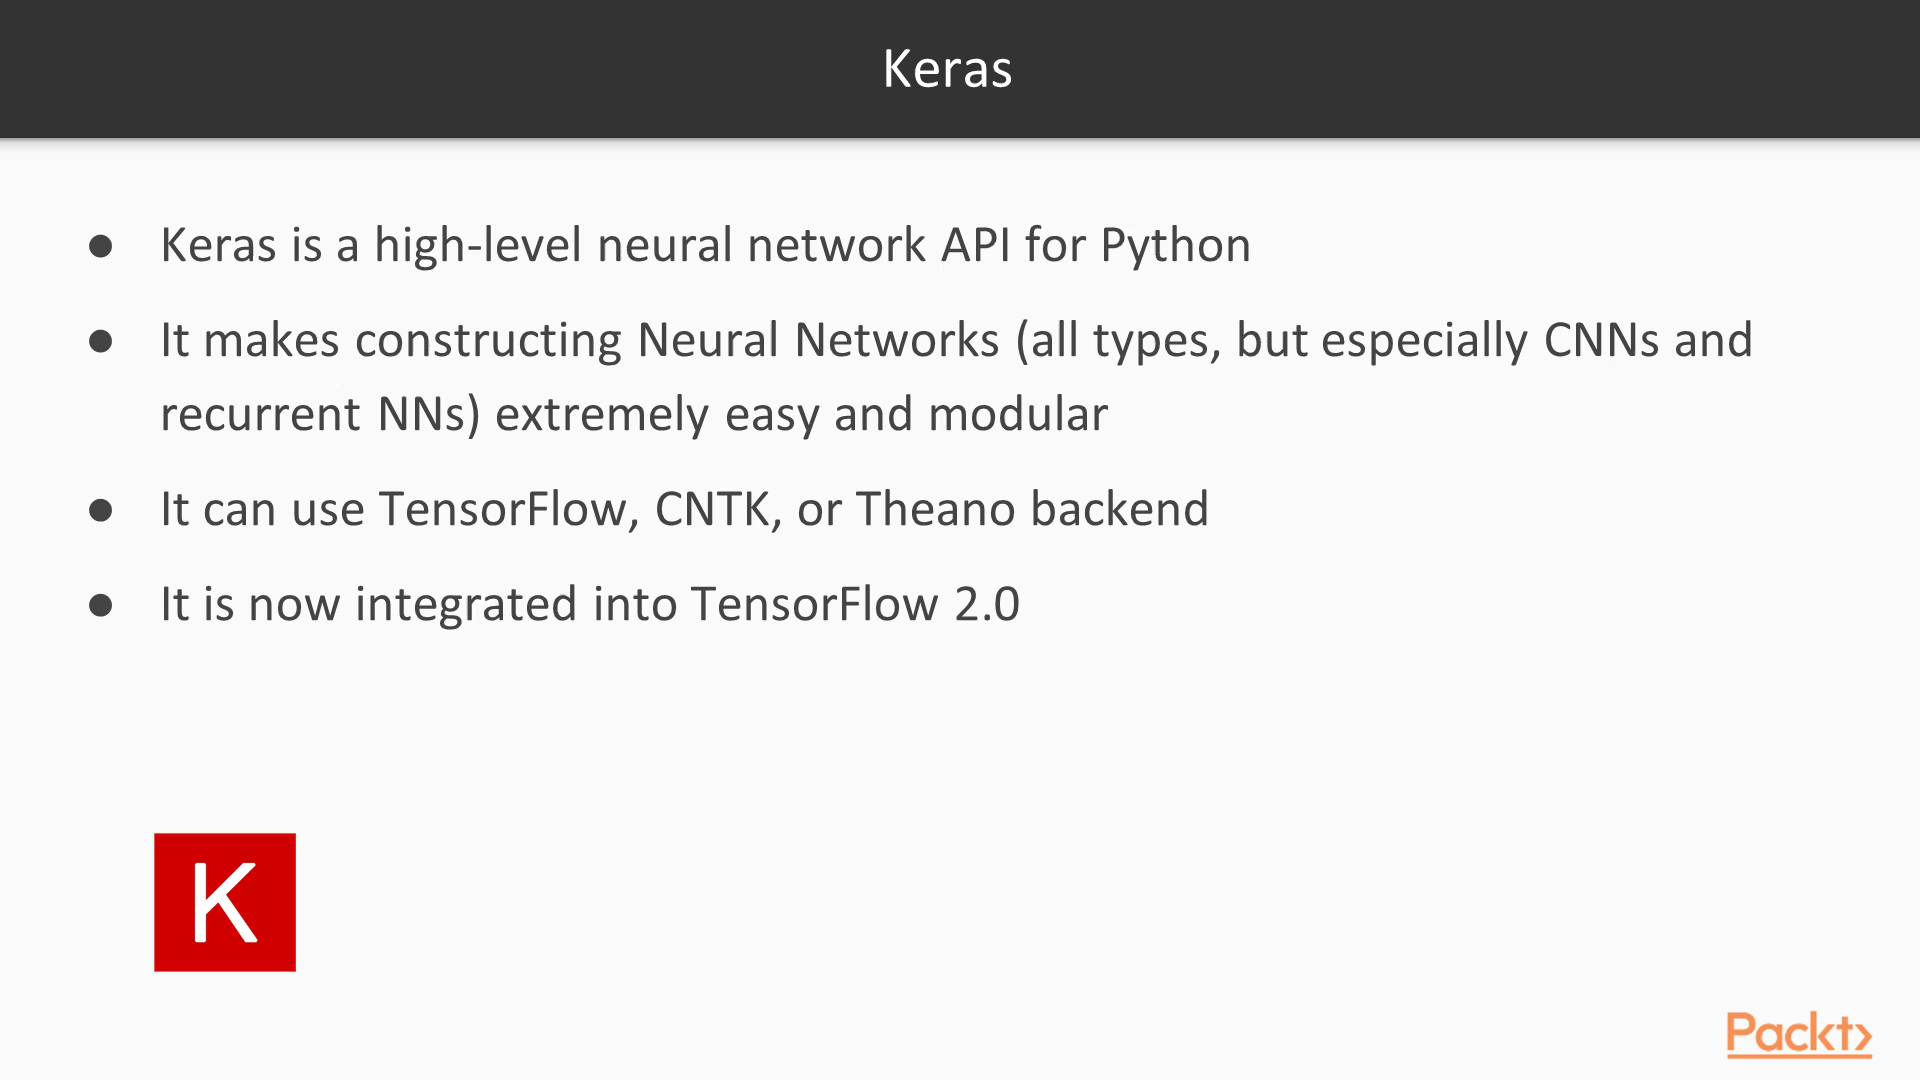 Keras
● Keras is a high-level neural network API for Python
● It makes constructing Neural Networks (all types, but especially CNNs and
recurrent NNs) extremely easy and modular
● It can use TensorFlow, CNTK, or Theano backend
● It is now integrated into TensorFlow 2.0
K
Packt>